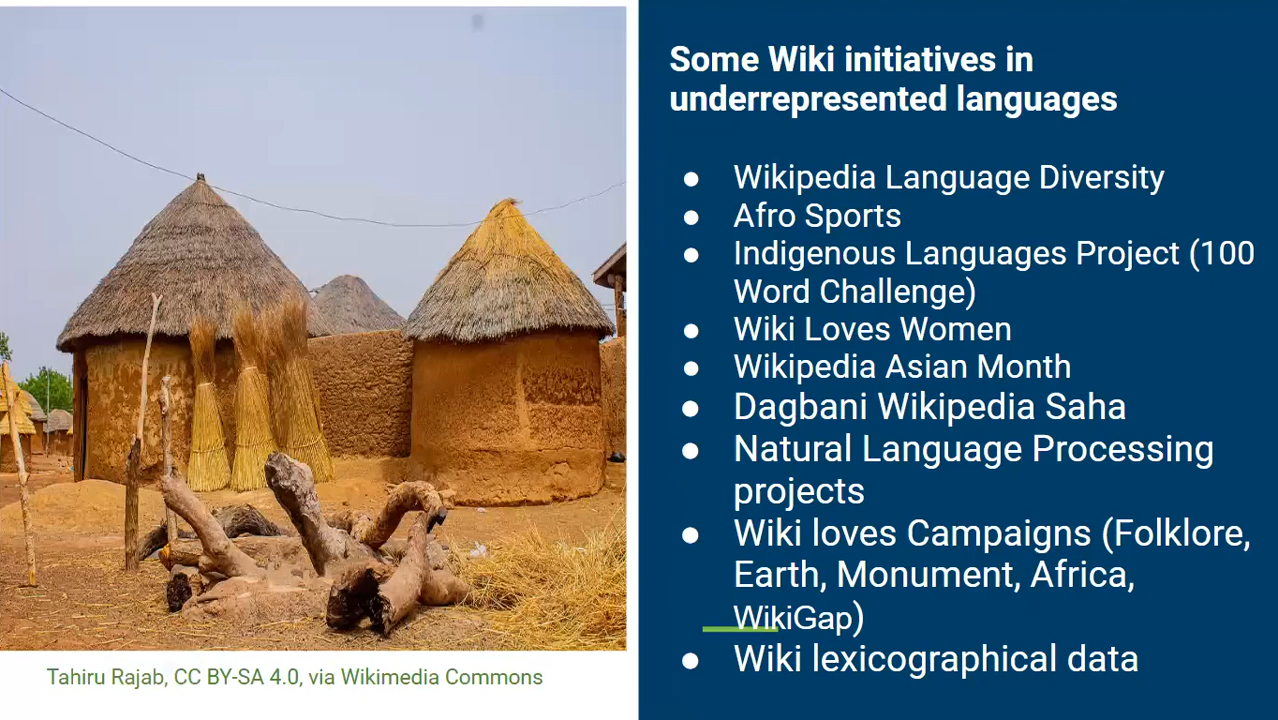 Some Wiki initiatives in
underrepresented languages
● Wikipedia Language Diversity
● Afro Sports
● Indigenous Languages Project (100
Word Challenge)
● Wiki Loves Women
● Wikipedia Asian Month
● Dagbani Wikipedia Saha
● Natural Language Processing
projects
● Wiki loves Campaigns (Folklore,
Earth, Monument, Africa,
WikiGap)
● Wiki lexicographical data
Tahiru Rajab, CC BY-SA 4.0, via Wikimedia Commons